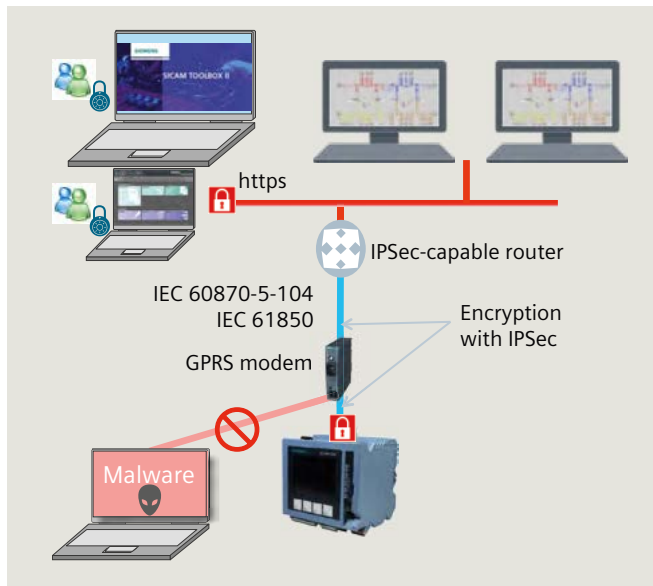 SIEMENS
SICAM TOOLBOX II
https
IPSec-capable router
IEC 60870-5-104
IEC 61850
Encryption
with IPSec
GPRS modem
Malware